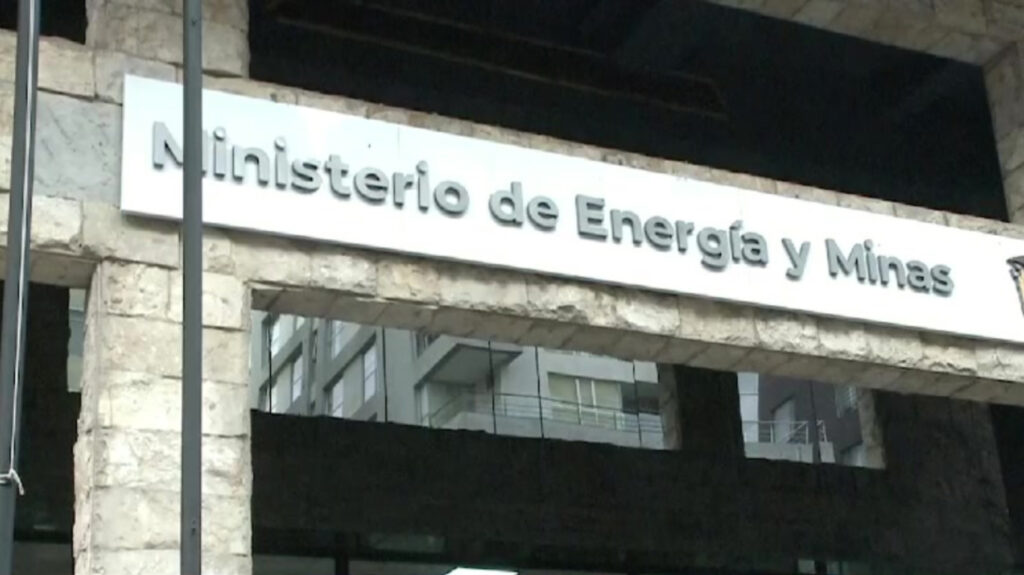 Ministerio de Energía y Minas